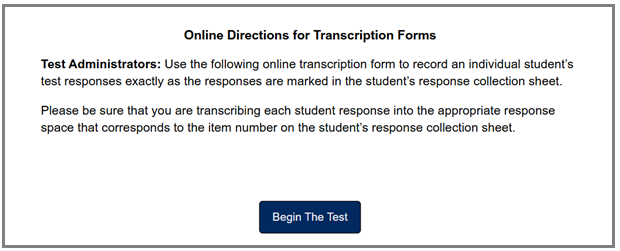 Online Directions for Transcription Forms
Test Administrators: Use the following online transcription form to record an individual student's
test responses exactly as the responses are marked in the student's response collection sheet.
Please be sure that you are transcribing each student response into the appropriate response
space that corresponds to the item number on the student's response collection sheet.
Begin The Test